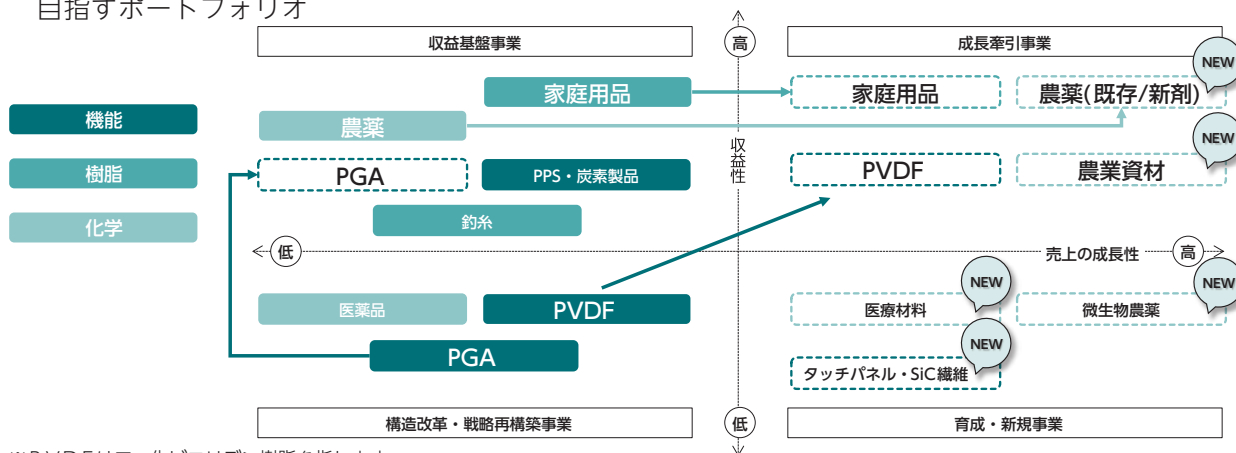 目指すポートフォリオ
収益基盤事業
高
成長牽引事業
NEW
家庭用品
家庭用品
農薬(既存/新剤)
機能
農薬
NEW
樹脂
PGA
PPS・炭素製品
収益性
PVDF
農業資材
化学
釣糸
低
売上の成長性
高
NEW
NEW
医薬品
PVDF
医療材料
微生物農薬
NEW
PGA
タッチパネル・SiC繊維
構造改革・戦略再構築事業
低
育成・新規事業